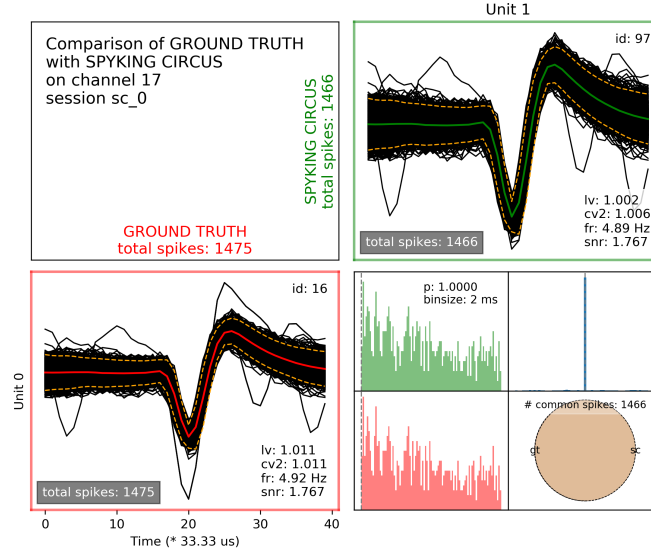 Unit 1
Comparison of GROUND TRUTH
with SPYKING CIRCUS
on channel 17
session sc_0
SPYKING CIRCUS
total spikes: 1466
GROUND TRUTH
total spikes: 1475
id: 97
lv: 1.002
cv2: 1.006
fr: 4.89 Hz
snr: 1.767
total spikes: 1466
Unit 0
id: 16
lv: 1.011
cv2: 1.011
fr: 4.92 Hz
snr: 1.767
total spikes: 1475
0 10 20 30 40
Time (* 33.33 us)
p: 1.0000
binsize: 2 ms
# common spikes: 1466
gt
sc